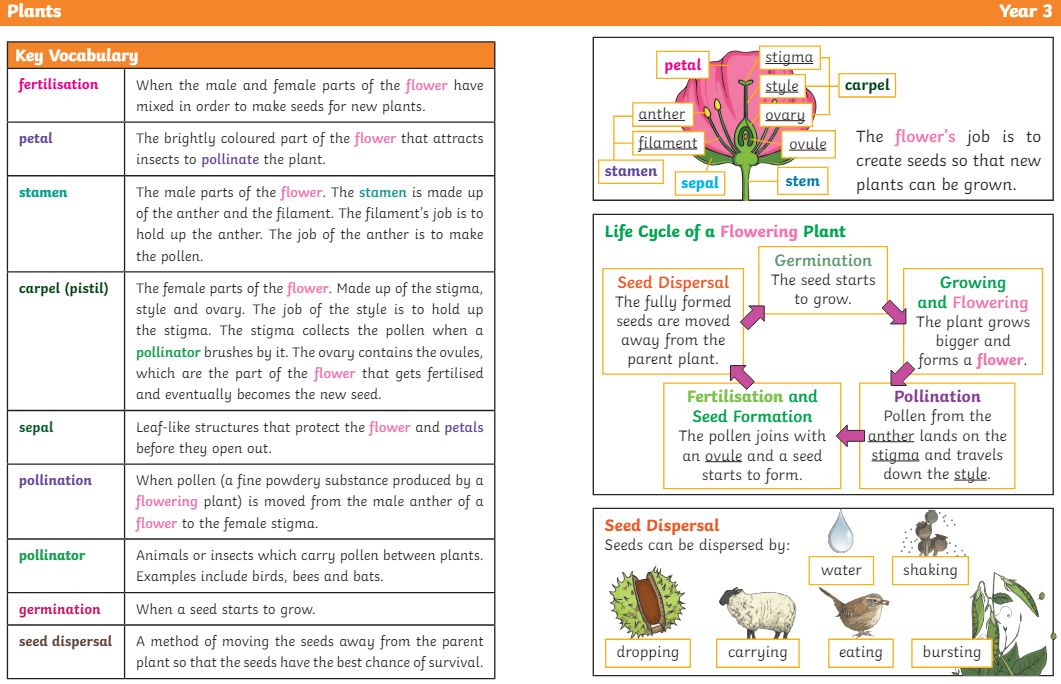 Plants
Year 3
Key Vocabulary
fertilisation
When the male and female parts of the flower have
mixed in order to make seeds for new plants.
petal
The brightly coloured part of the flower that attracts
insects to pollinate the plant.
stamen
The male parts of the flower. The stamen is made up
of the anther and the filament. The filament's job is to
hold up the anther. The job of the anther is to make
the pollen.
carpel (pistil)
The female parts of the flower. Made up of the stigma,
style and ovary. The job of the style is to hold up
the stigma. The stigma collects the pollen when a
pollinator brushes by it. The ovary contains the ovules,
which are the part of the flower that gets fertilised
and eventually becomes the new seed.
sepal
Leaf-like structures that protect the flower and petals
before they open out.
pollination
When pollen (a fine powdery substance produced by a
flowering plant) is moved from the male anther of a
flower to the female stigma.
pollinator
Animals or insects which carry pollen between plants.
Examples include birds, bees and bats.
germination
When a seed starts to grow.
seed dispersal
A method of moving the seeds away from the parent
plant so that the seeds have the best chance of survival.
petal
stigma
style
carpel
anther
ovary
filament
ovule
stamen
sepal
stem
The flower's job is to
create seeds so that new
plants can be grown.
Life Cycle of a Flowering Plant
Germination
The seed starts
to grow.
Growing
and Flowering
The plant grows
bigger and
forms a flower.
Pollination
Pollen from the
anther lands on the
stigma and travels
down the style.
Fertilisation and
Seed Formation
The pollen joins with
an ovule and a seed
starts to form.
Seed Dispersal
The fully formed
seeds are moved
away from the
parent plant.
Seed Dispersal
Seeds can be dispersed by:
water
shaking
dropping
carrying
eating
bursting